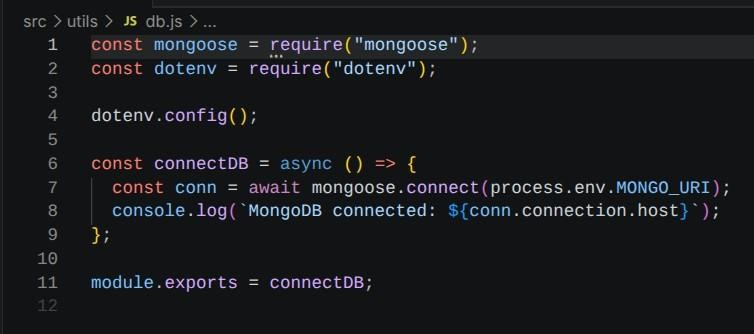 src > utils > JS db.js > ...
1 const mongoose = require("mongoose");
2 const dotenv = require("dotenv");
3
4 dotenv.config();
5
6 const connectDB = async () => {
7   const conn = await mongoose.connect(process.env.MONGO_URI);
8   console.log(`MongoDB connected: ${conn.connection.host}`);
9 };
10
11 module.exports = connectDB;
12